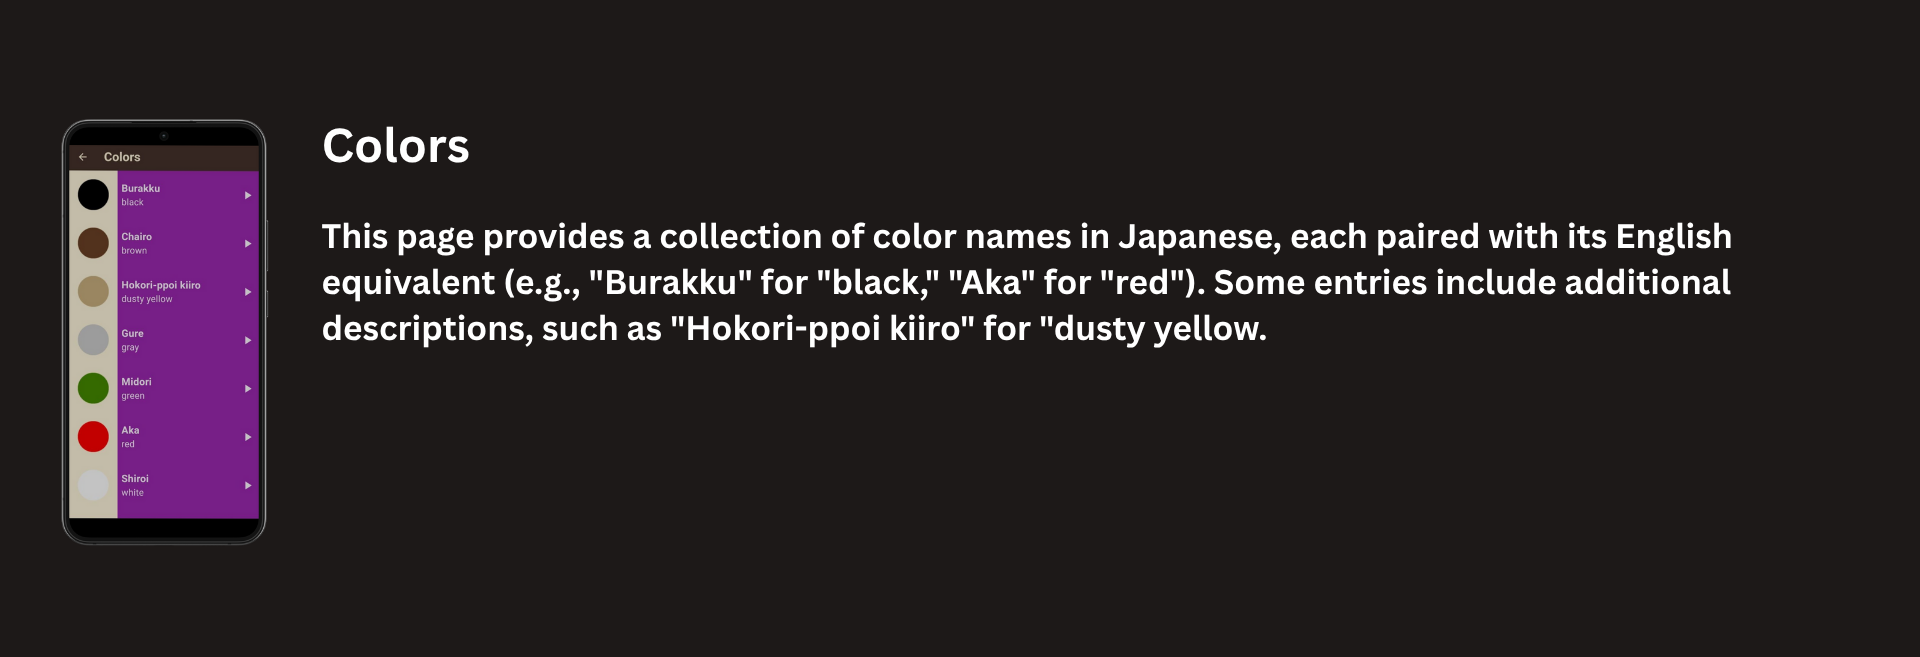 Colors
Burakku
black
Chairo
brown
Hokori-ppoi kiiro
dusty yellow
Gure
gray
Midori
green
Aka
red
Shiroi
white
Colors
This page provides a collection of color names in Japanese, each paired with its English
equivalent (e.g., "Burakku" for "black," "Aka" for "red"). Some entries include additional
descriptions, such as "Hokori-ppoi kiiro" for "dusty yellow.